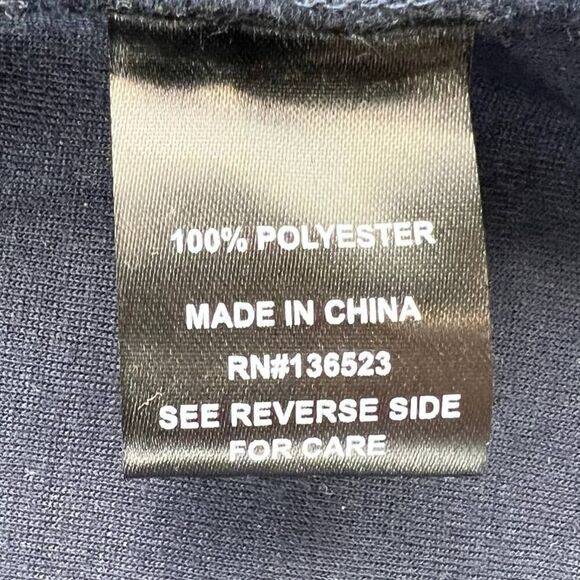 100% POLYESTER
MADE IN CHINA
RN#136523
SEE REVERSE SIDE
FOR CARE